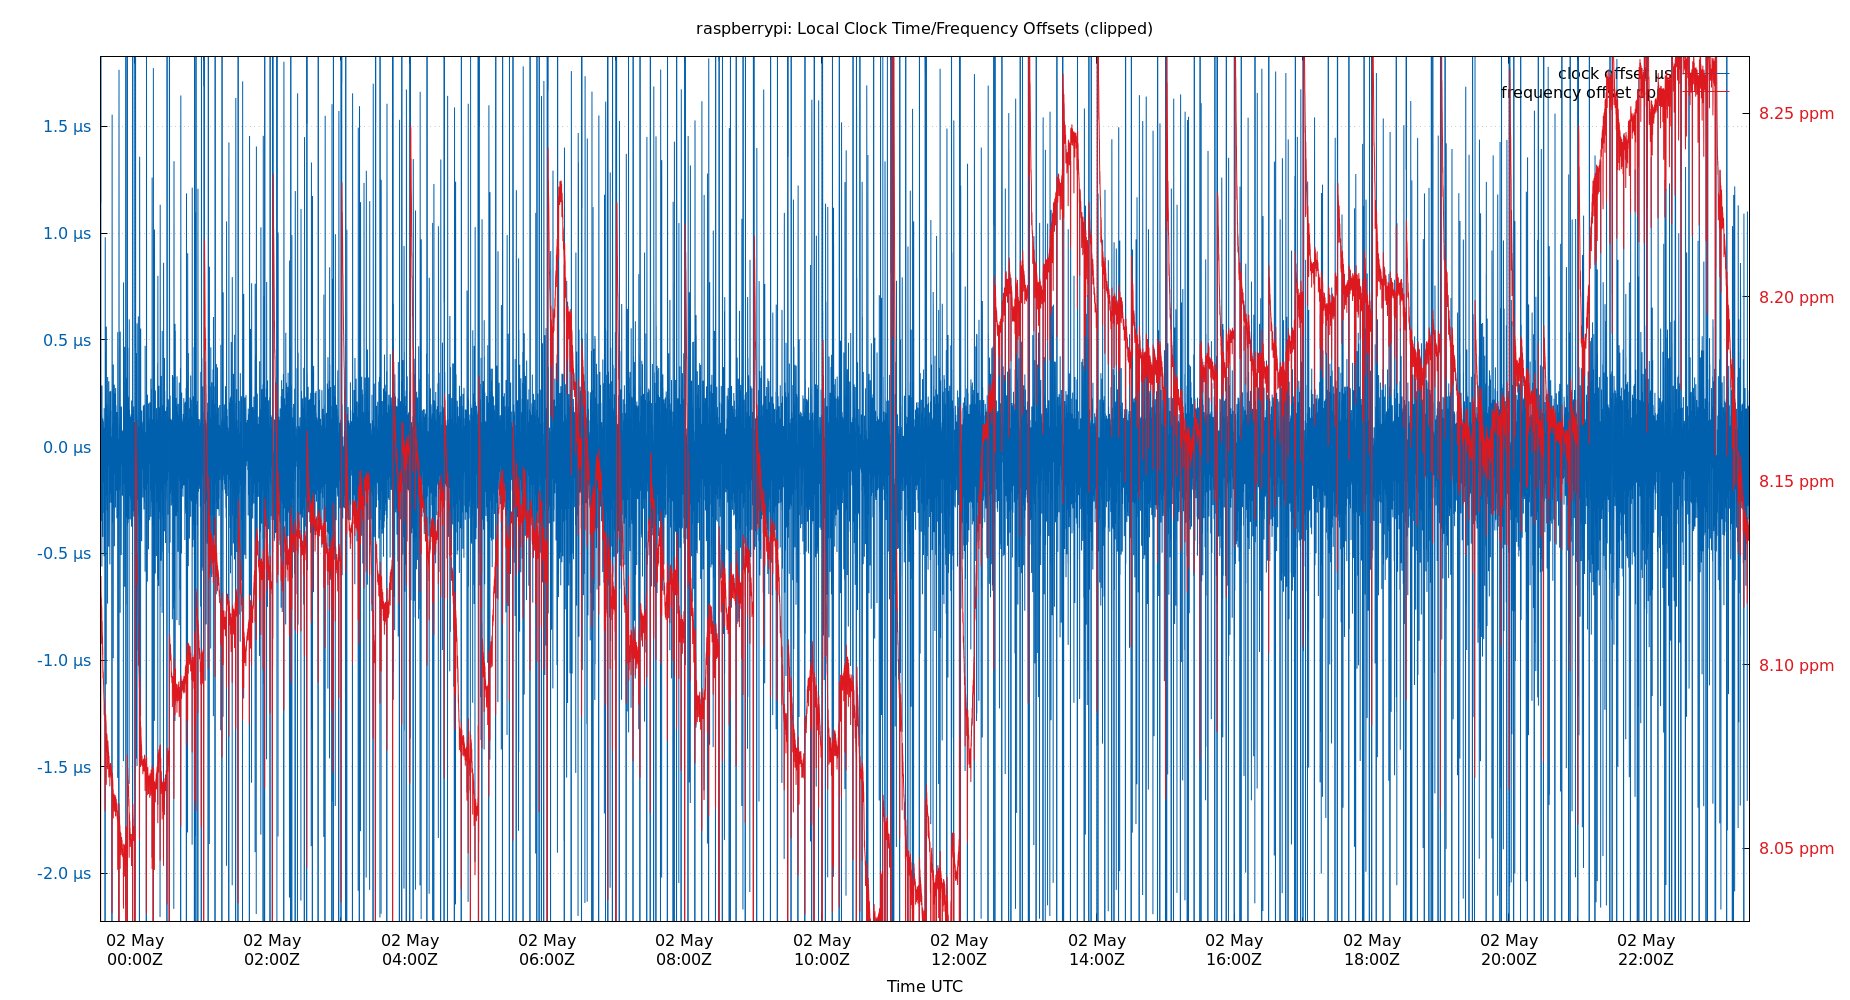 raspberrypi: Local Clock Time/Frequency Offsets (clipped)
clock offset µs
frequency offset
1.5 µs
1.0 µs
0.5 µs
0.0 µs
-0.5 µs
-1.0 µs
-1.5 µs
-2.0 µs
8.25 ppm
8.20 ppm
8.15 ppm
8.10 ppm
8.05 ppm
02 May 02 May 02 May 02 May 02 May 02 May 02 May 02 May 02 May 02 May 02 May 02 May
00:00Z 02:00Z 04:00Z 06:00Z 08:00Z 10:00Z 12:00Z 14:00Z 16:00Z 18:00Z 20:00Z 22:00Z
Time UTC